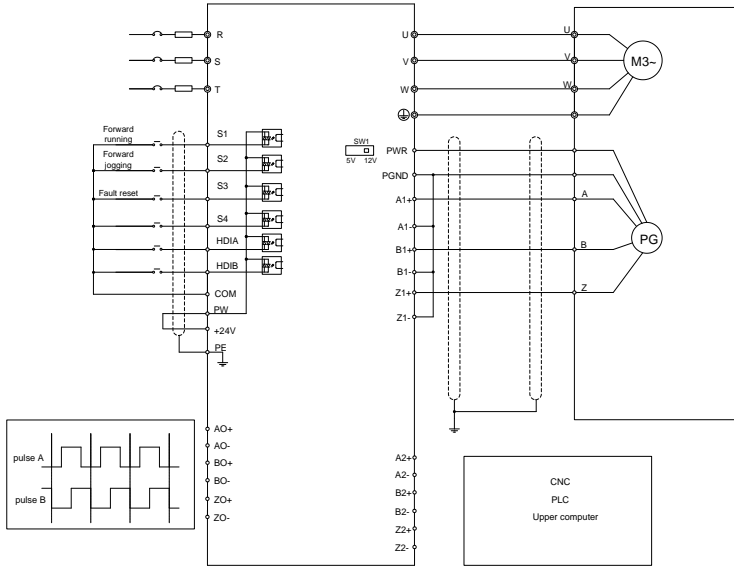 R
U
U
S
V
V
M3~
T
W
W
Forward
running
S1
SW1
5V 12V
PWR
Forward
jogging
S2
PGND
Fault reset
S3
A1+
A
S4
A1-
PG
HDIA
B1+
B
HDIB
B1-
COM
Z1+
Z
PW
Z1-
+24V
PE
AO+
pulse A
AO-
A2+
BO+
A2-
CNC
BO-
B2+
PLC
pulse B
ZO+
B2-
Upper computer
ZO-
Z2+
Z2-